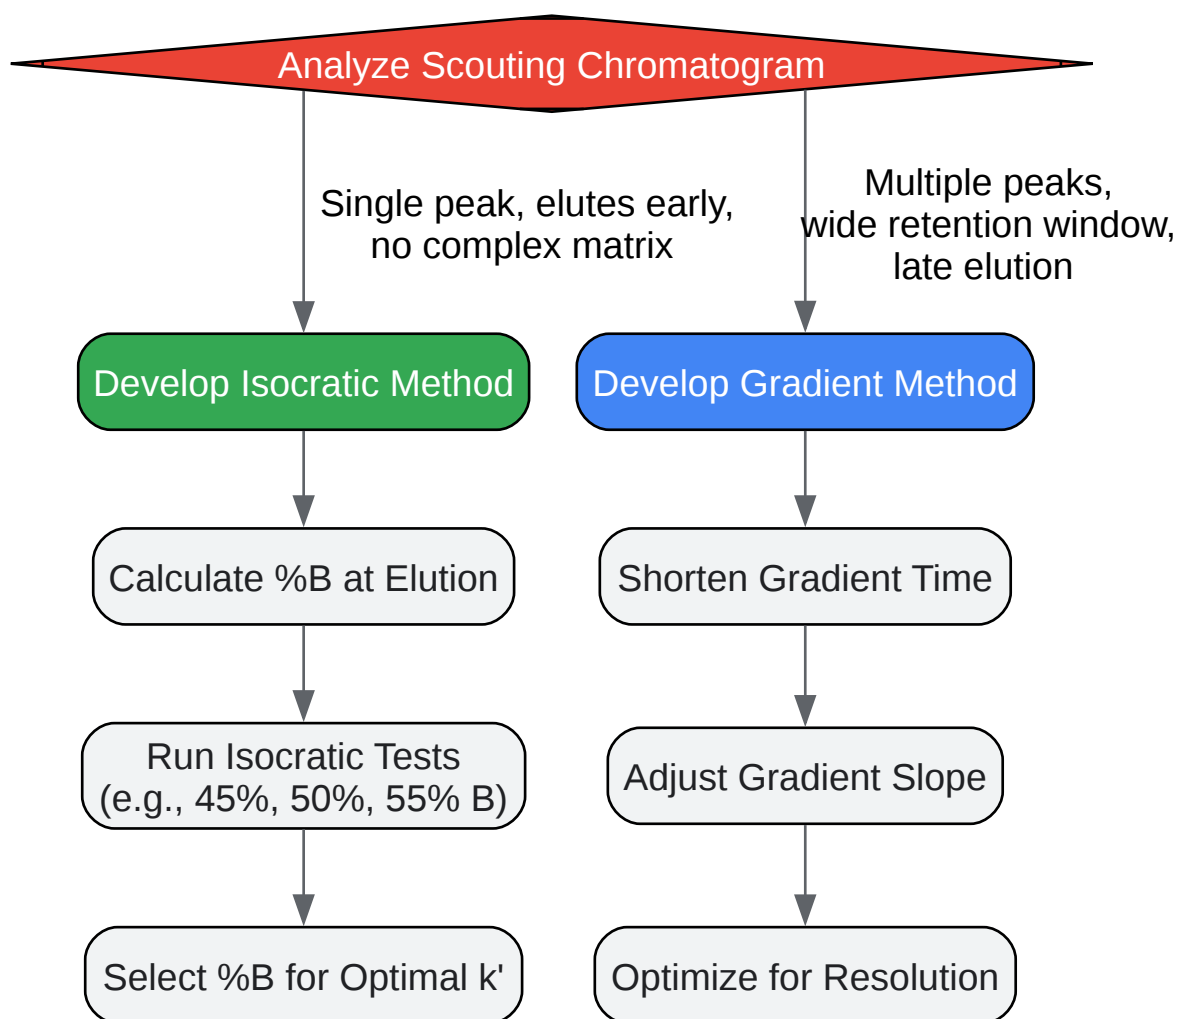 Analyze Scouting Chromatogram
Single peak, elutes early,
no complex matrix
Multiple peaks,
wide retention window,
late elution
Develop Isocratic Method
Develop Gradient Method
Calculate %B at Elution
Shorten Gradient Time
Run Isocratic Tests
(e.g., 45%, 50%, 55% B)
Adjust Gradient Slope
Select %B for Optimal k'
Optimize for Resolution